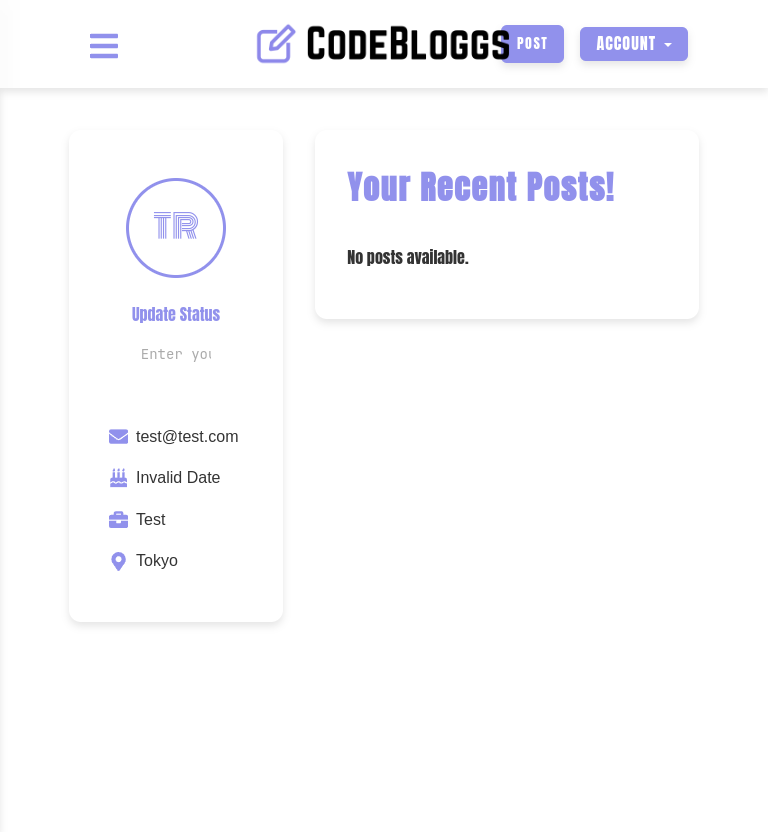 CodeBloggs
POST
ACCOUNT
TR
Update Status
Enter you
test@test.com
Invalid Date
Test
Tokyo
Your Recent Posts!
No posts available.